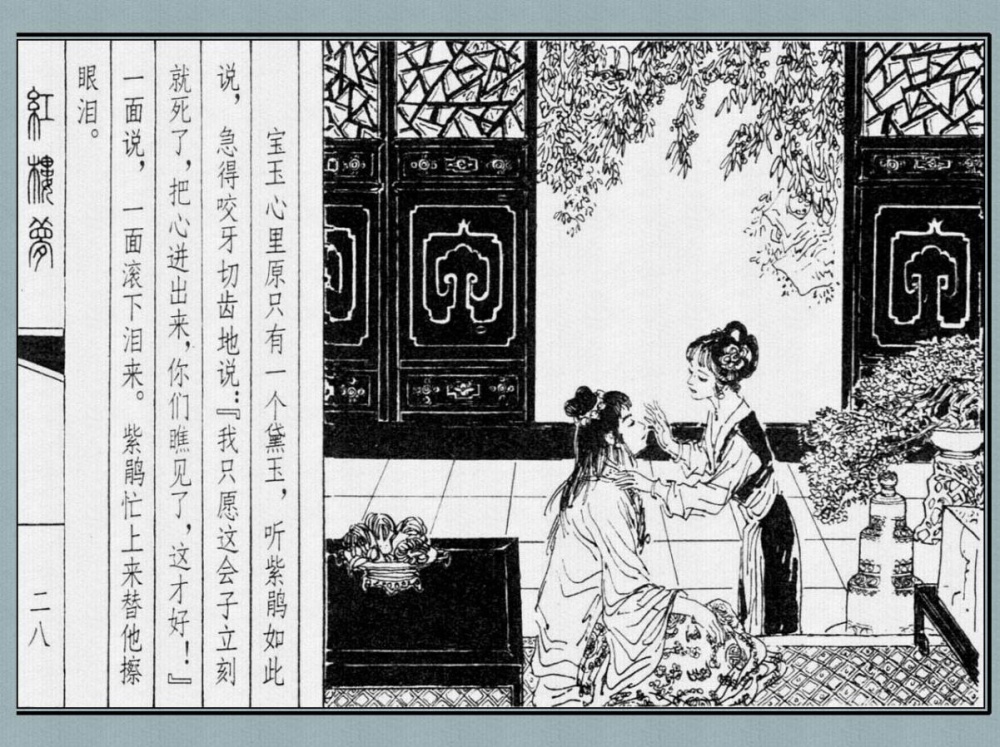 宝玉心里原只有一个黛玉，听紫鹃如此
说，急得咬牙切齿地说：『我只愿这会子立刻
就死了，把心迸出来，你们瞧见了，这才好！』
一面说，一面滚下泪来。紫鹃忙上来替他擦
眼泪。
紅樓夢
二八